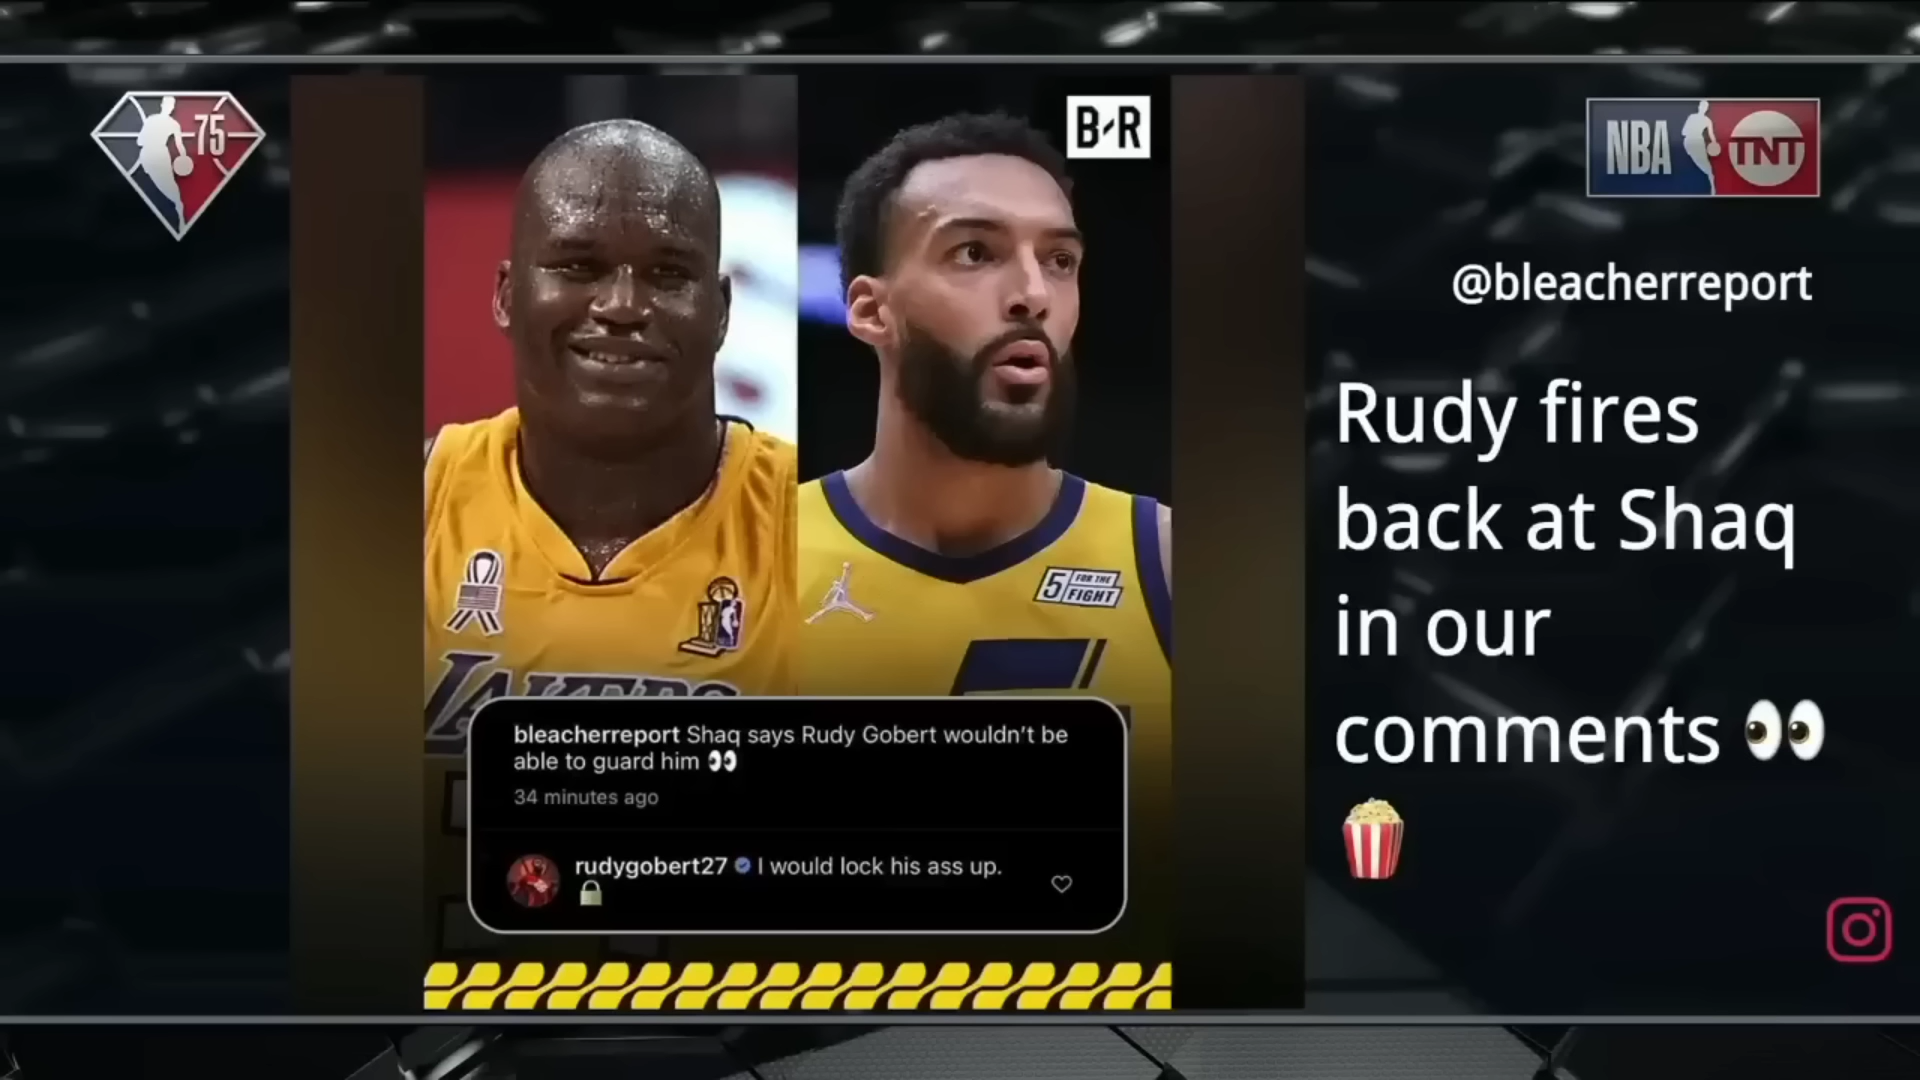 75
B/R
NBA
TNT
@bleacherreport
Rudy fires
back at Shaq
in our
comments 👀
🍿
5 FOR THE
FIGHT
LAKERS
bleacherreport Shaq says Rudy Gobert wouldn't be
able to guard him 👀
34 minutes ago
rudygobert27 I would lock his ass up.
🔒